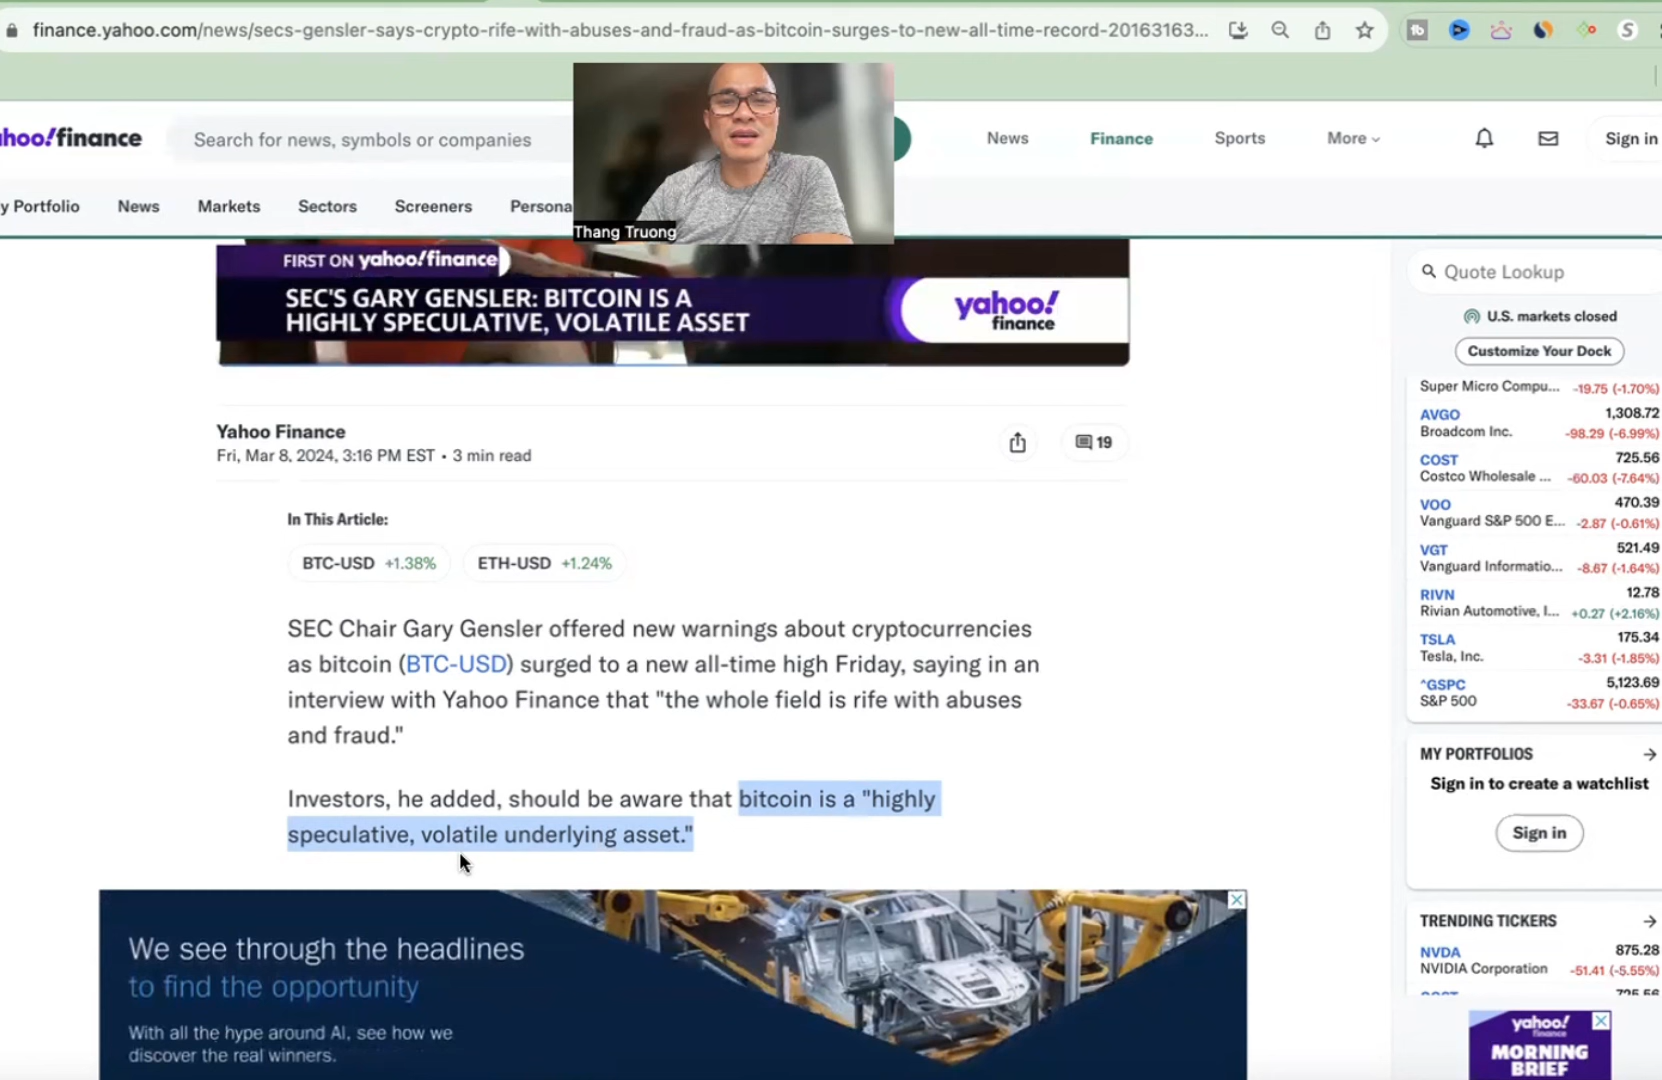 finance.yahoo.com/news/secs-gensler-says-crypto-rife-with-abuses-and-fraud-as-bitcoin-surges-to-new-all-time-record-20163163...
tb
S
hoo!finance
Search for news, symbols or companies
News
Finance
Sports
More
Sign in
y Portfolio
News
Markets
Sectors
Screeners
Persona
Thang Truong
FIRST ON yahoo!finance
SEC'S GARY GENSLER: BITCOIN IS A
HIGHLY SPECULATIVE, VOLATILE ASSET
yahoo!
finance
Yahoo Finance
Fri, Mar 8, 2024, 3:16 PM EST • 3 min read
19
In This Article:
BTC-USD +1.38%
ETH-USD +1.24%
SEC Chair Gary Gensler offered new warnings about cryptocurrencies
as bitcoin (BTC-USD) surged to a new all-time high Friday, saying in an
interview with Yahoo Finance that "the whole field is rife with abuses
and fraud."
Investors, he added, should be aware that bitcoin is a "highly
speculative, volatile underlying asset."
We see through the headlines
to find the opportunity
With all the hype around AI, see how we
discover the real winners.
Quote Lookup
U.S. markets closed
Customize Your Dock
Super Micro Compu... -19.75 (-1.70%)
AVGO 1,308.72
Broadcom Inc. -98.29 (-6.99%)
COST 725.56
Costco Wholesale ... -60.03 (-7.64%)
VOO 470.39
Vanguard S&P 500 E... -2.87 (-0.61%)
VGT 521.49
Vanguard Informatio... -8.67 (-1.64%)
RIVN 12.78
Rivian Automotive, I... +0.27 (+2.16%)
TSLA 175.34
Tesla, Inc. -3.31 (-1.85%)
^GSPC 5,123.69
S&P 500 -33.67 (-0.65%)
MY PORTFOLIOS
Sign in to create a watchlist
Sign in
TRENDING TICKERS
NVDA 875.28
NVIDIA Corporation -51.41 (-5.55%)
yahoo!
finance
MORNING
BRIEF